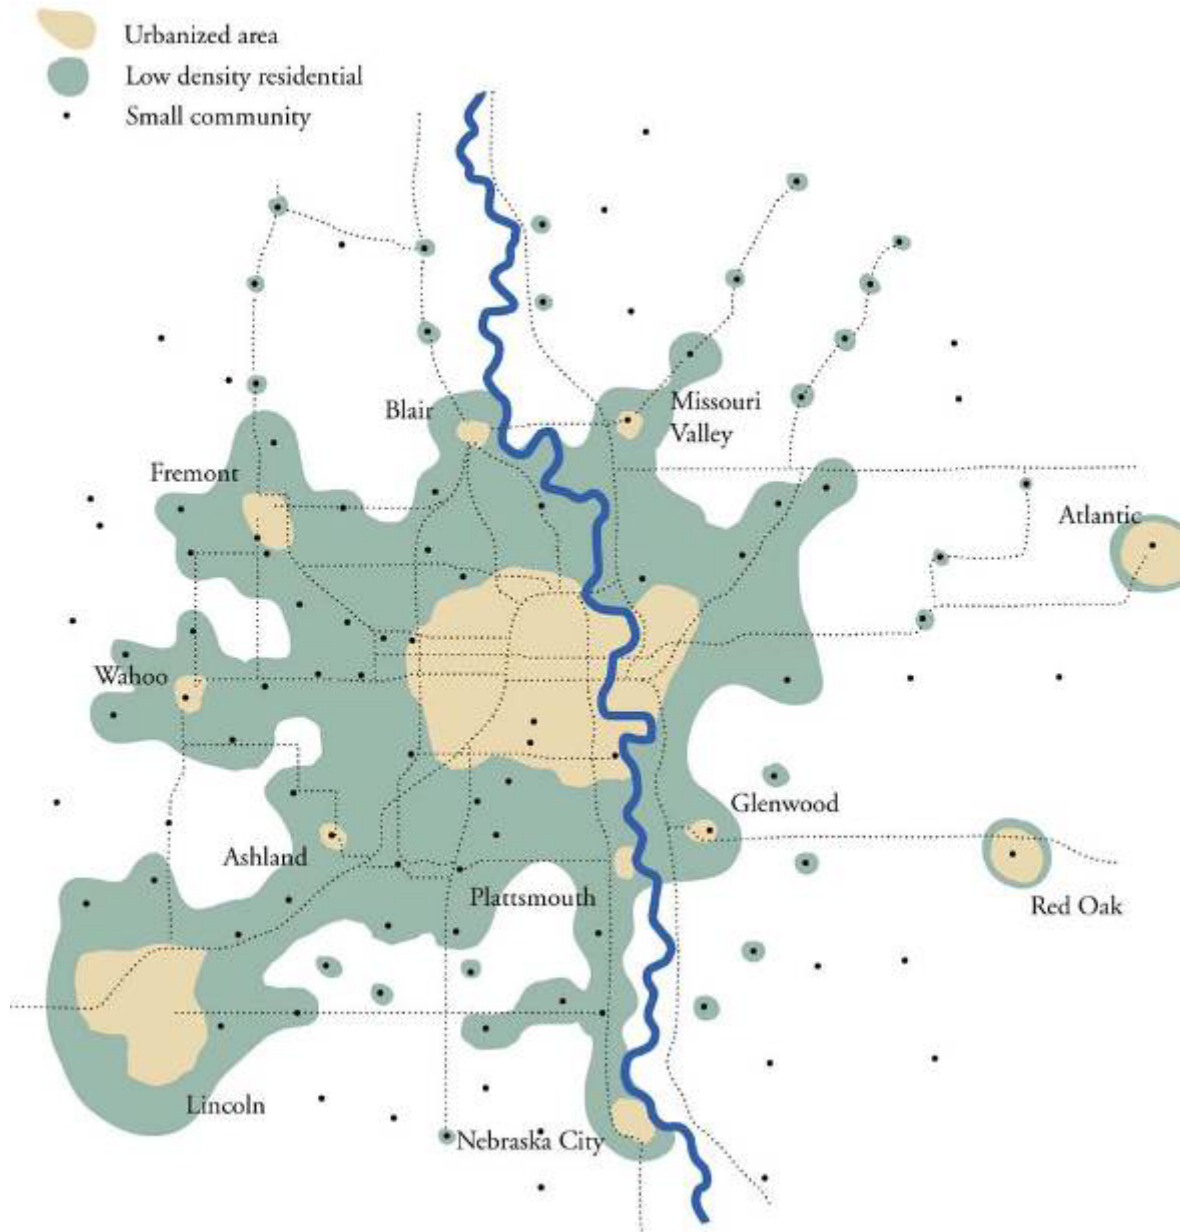 Urbanized area
Low density residential
Small community
Blair
Missouri
Valley
Fremont
Atlantic
Wahoo
Glenwood
Ashland
Plattsmouth
Red Oak
Lincoln
Nebraska City